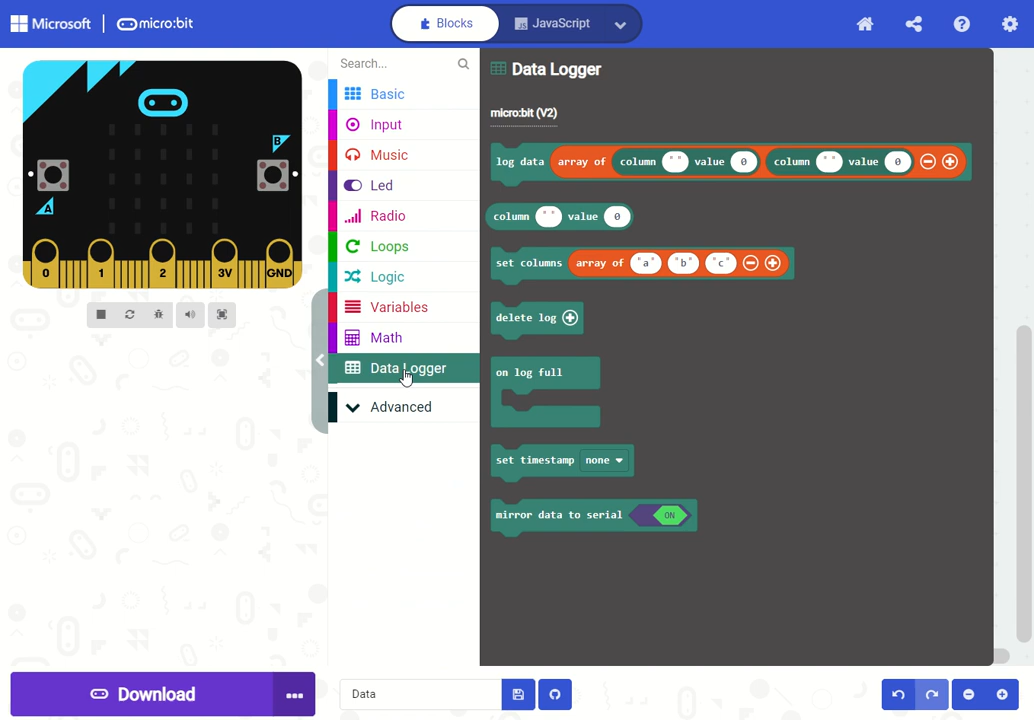 Microsoft micro:bit Blocks JavaScript
Search...
Basic
Input
Music
Led
Radio
Loops
Logic
Variables
Math
Data Logger
Advanced
B
A
0 1 2 3V GND
Data Logger
micro:bit (V2)
log data array of column " " value 0 column " " value 0
column " " value 0
set columns array of "a" "b" "c"
delete log
on log full
set timestamp none
mirror data to serial ON
Download ... Data